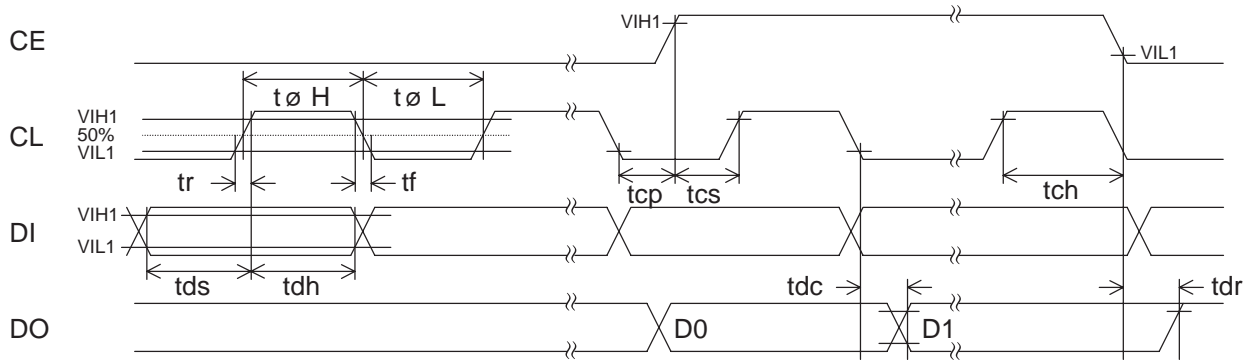 CE
VIH1
VIL1
tø H
tø L
CL
VIH1
50%
VIL1
tr
tf
tcp
tcs
tch
DI
VIH1
VIL1
tds
tdh
tdc
tdr
DO
D0
D1